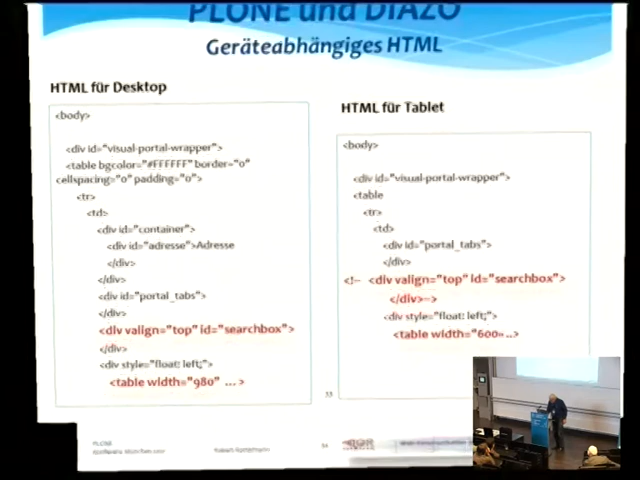 PLONE und DIAZO
Geräteabhängiges HTML
HTML für Desktop
<body>
<div id="visual-portal-wrapper">
<table bgcolor="#FFFFFF" border="0"
cellspacing="0" padding="0">
<tr>
<td>
<div id="container">
<div id="adresse">Adresse
</div>
</div>
<div id="portal_tabs">
</div>
<div valign="top" id="searchbox">
</div>
<div style="float: left;">
<table width="980" ... >
HTML für Tablet
<body>
<div id="visual-portal-wrapper">
<table
<tr>
<td>
<div id="portal_tabs">
</div>
<!-- <div valign="top" id="searchbox">
</div>-->
<div style="float: left;">
<table width="600»...>
33
PLONE